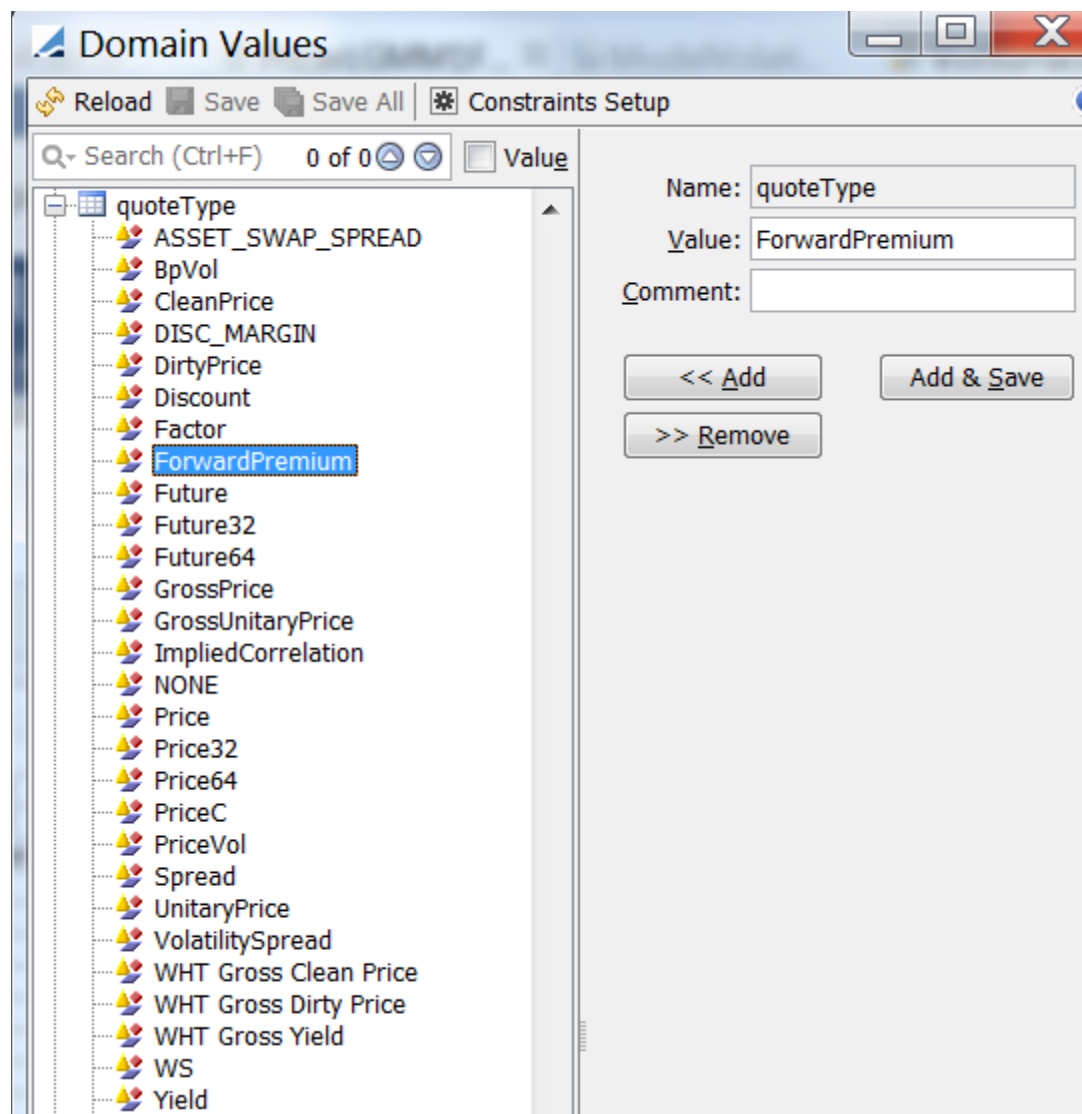 Domain Values
Reload Save Save All Constraints Setup
Search (Ctrl+F) 0 of 0 Value
quoteType
ASSET_SWAP_SPREAD
BpVol
CleanPrice
DISC_MARGIN
DirtyPrice
Discount
Factor
ForwardPremium
Future
Future32
Future64
GrossPrice
GrossUnitaryPrice
ImpliedCorrelation
NONE
Price
Price32
Price64
PriceC
PriceVol
Spread
UnitaryPrice
VolatilitySpread
WHT Gross Clean Price
WHT Gross Dirty Price
WHT Gross Yield
WS
Yield
Name: quoteType
Value: ForwardPremium
Comment:
<< Add Add & Save
>> Remove